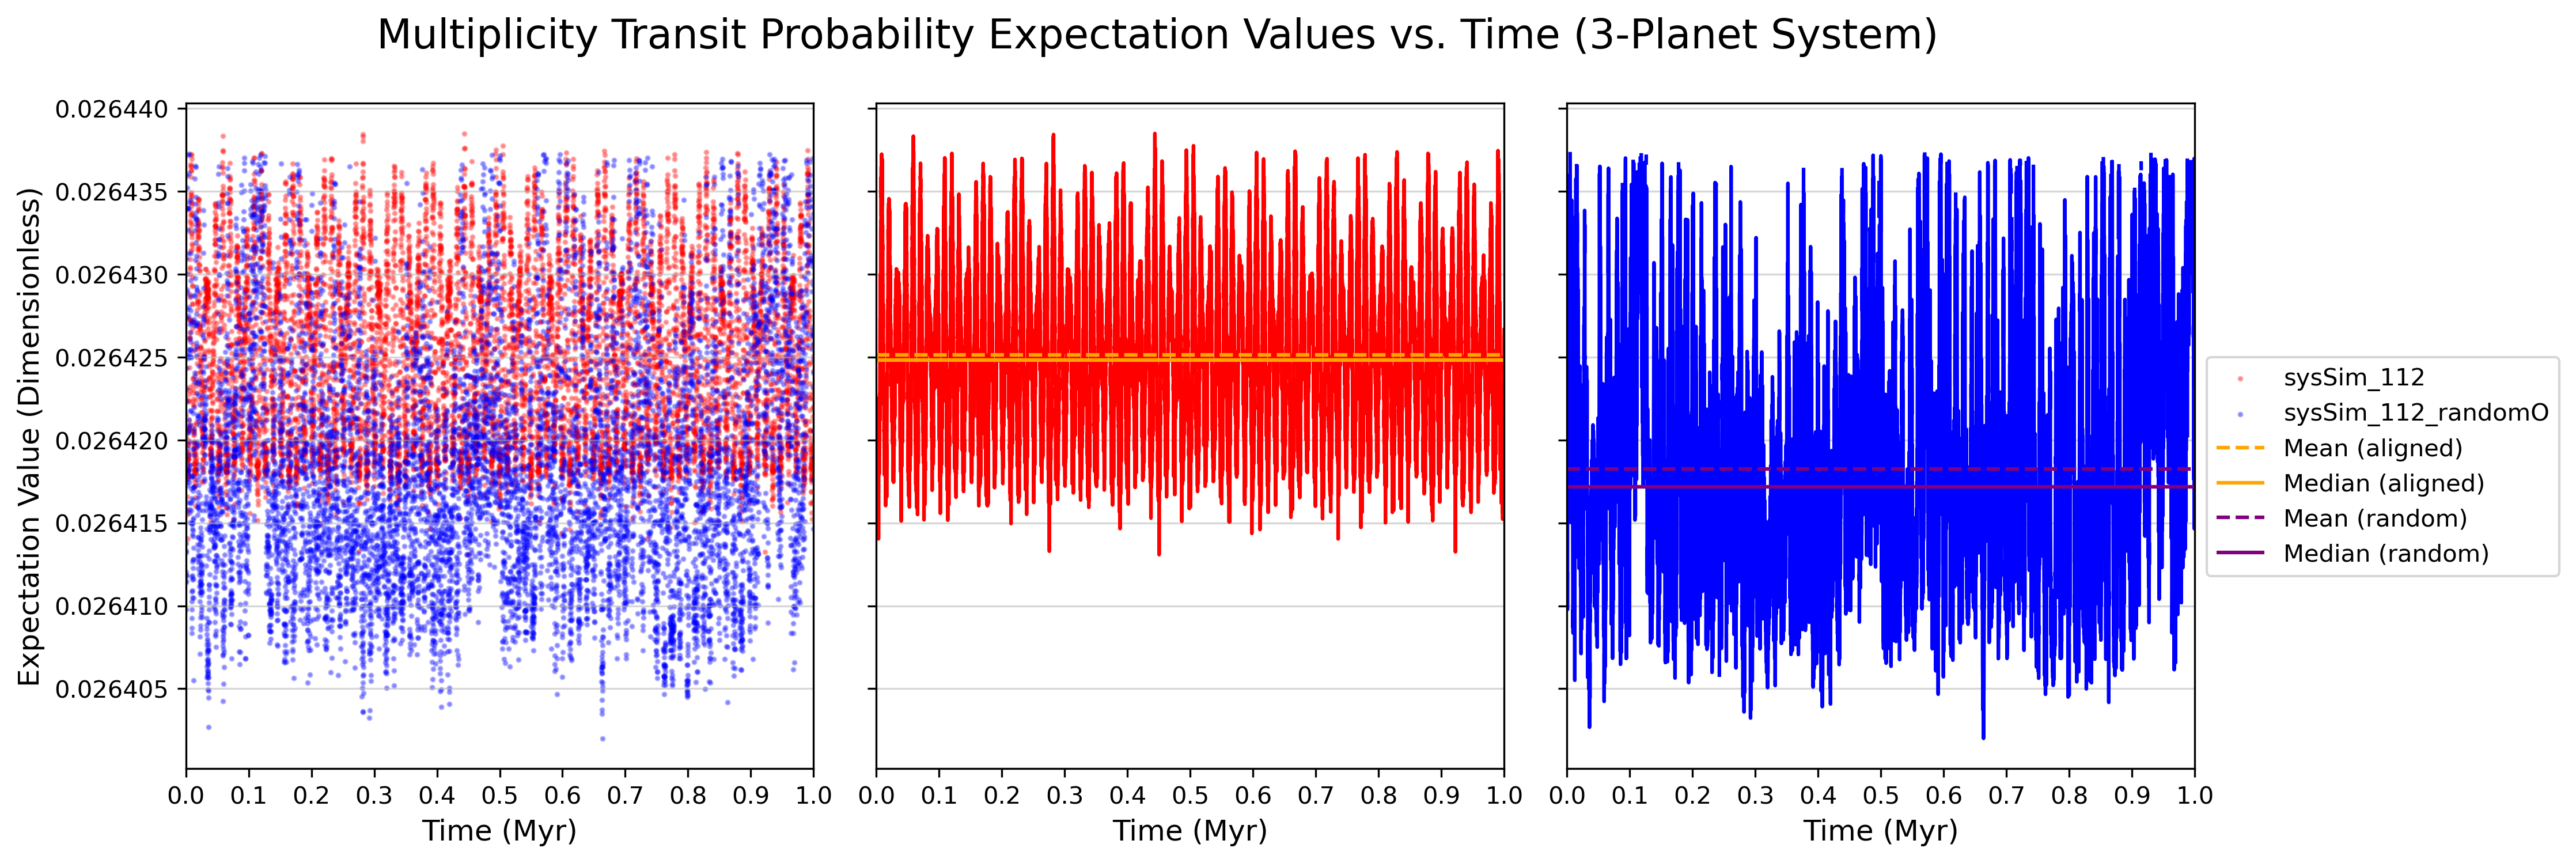 Multiplicity Transit Probability Expectation Values vs. Time (3-Planet System)
Expectation Value (Dimensionless)
0.026440
0.026435
0.026430
0.026425
0.026420
0.026415
0.026410
0.026405
0.0 0.1 0.2 0.3 0.4 0.5 0.6 0.7 0.8 0.9 1.0
Time (Myr)
0.0 0.1 0.2 0.3 0.4 0.5 0.6 0.7 0.8 0.9 1.0
Time (Myr)
0.0 0.1 0.2 0.3 0.4 0.5 0.6 0.7 0.8 0.9 1.0
Time (Myr)
sysSim_112
sysSim_112_randomO
Mean (aligned)
Median (aligned)
Mean (random)
Median (random)